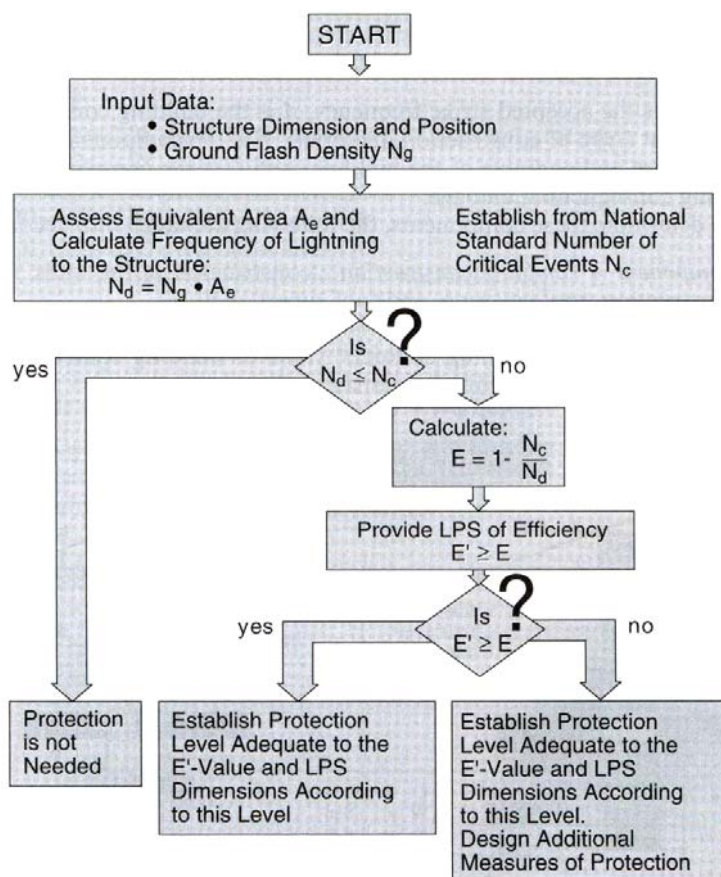 START
Input Data:
• Structure Dimension and Position
• Ground Flash Density Ng
Assess Equivalent Area Ae and
Calculate Frequency of Lightning
to the Structure:
Nd = Ng • Ae
Establish from National
Standard Number of
Critical Events Nc
?
Is
Nd ≤ Nc
yes
no
Calculate:
E = 1- Nc/Nd
Provide LPS of Efficiency
E' ≥ E
?
Is
E' ≥ E
yes
no
Protection
is not
Needed
Establish Protection
Level Adequate to the
E'-Value and LPS
Dimensions According
to this Level
Establish Protection
Level Adequate to the
E'-Value and LPS
Dimensions According
to this Level.
Design Additional
Measures of Protection